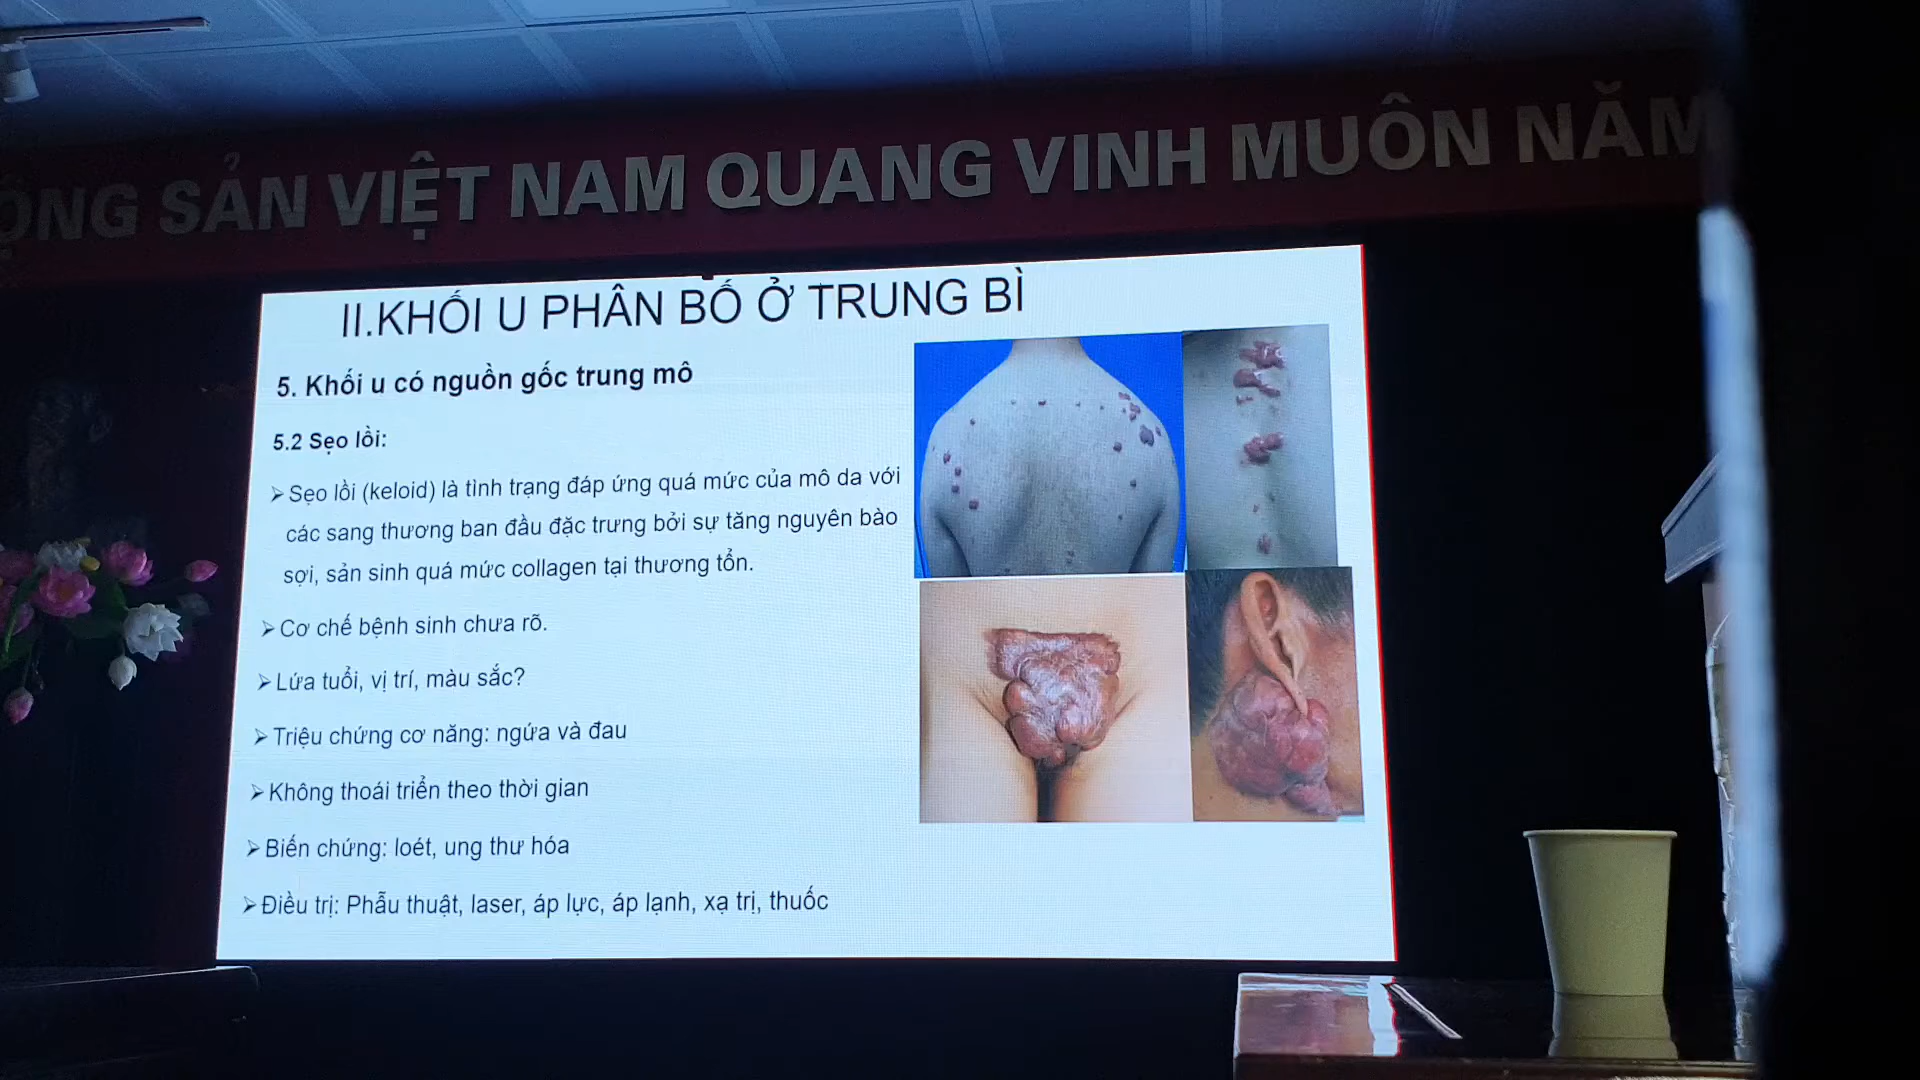 ỘNG SẢN VIỆT NAM QUANG VINH MUÔN NĂM
II.KHỐI U PHÂN BỐ Ở TRUNG BÌ
5. Khối u có nguồn gốc trung mô
5.2 Sẹo lồi:
➢Sẹo lồi (keloid) là tình trạng đáp ứng quá mức của mô da với
các sang thương ban đầu đặc trưng bởi sự tăng nguyên bào
sợi, sản sinh quá mức collagen tại thương tổn.
➢Cơ chế bệnh sinh chưa rõ.
➢Lứa tuổi, vị trí, màu sắc?
➢Triệu chứng cơ năng: ngứa và đau
➢Không thoái triển theo thời gian
➢Biến chứng: loét, ung thư hóa
➢Điều trị: Phẫu thuật, laser, áp lực, áp lạnh, xạ trị, thuốc